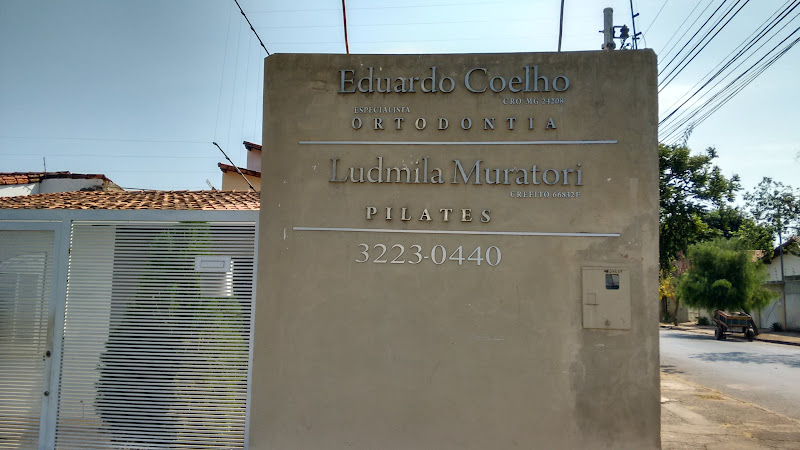 Eduardo Coelho
CRO MG 24208
ESPECIALISTA
ORTODONTIA
Ludmila Muratori
CREFITO 66832F
PILATES
3223-0440